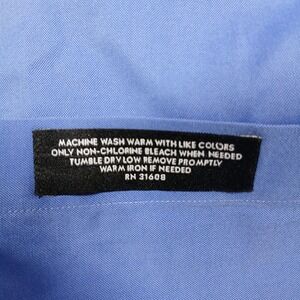 MACHINE WASH WARM WITH LIKE COLORS
ONLY NON-CHLORINE BLEACH WHEN NEEDED
TUMBLE DRY LOW REMOVE PROMPTLY
WARM IRON IF NEEDED
RN 31608